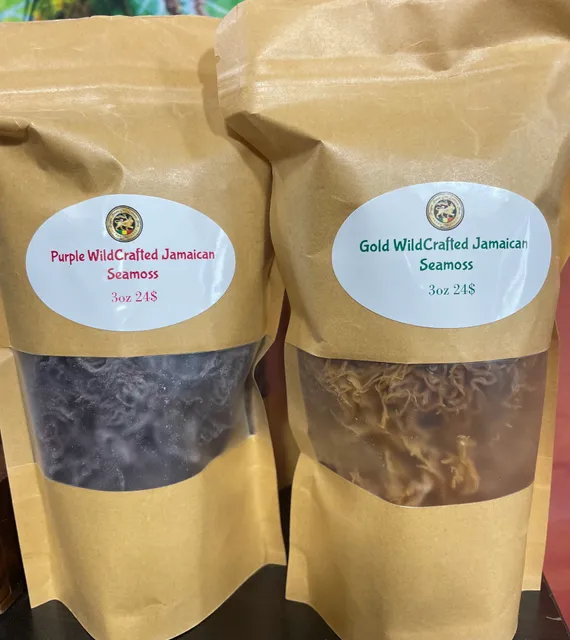 Purple WildCrafted Jamaican
Seamoss
3oz 24$
Gold WildCrafted Jamaican
Seamoss
3oz 24$